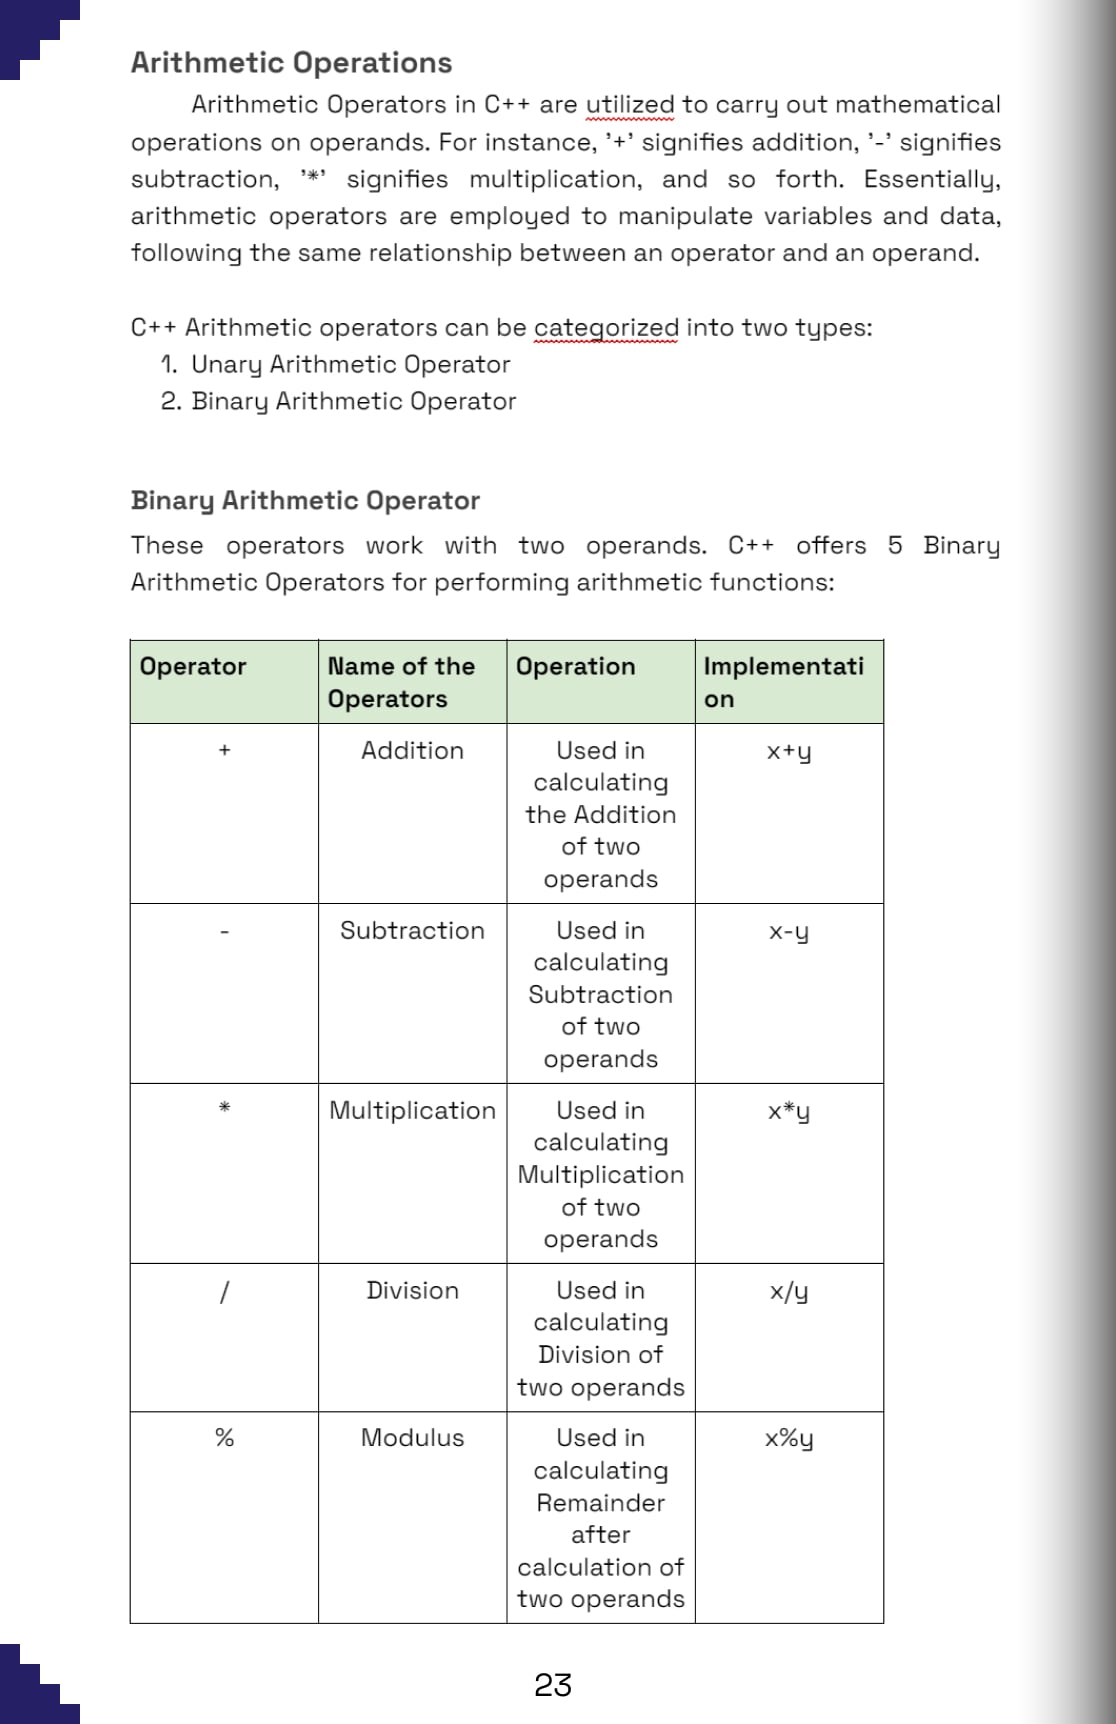 Arithmetic Operations
Arithmetic Operators in C++ are utilized to carry out mathematical
operations on operands. For instance, '+' signifies addition, '-' signifies
subtraction, '*' signifies multiplication, and so forth. Essentially,
arithmetic operators are employed to manipulate variables and data,
following the same relationship between an operator and an operand.
C++ Arithmetic operators can be categorized into two types:
1. Unary Arithmetic Operator
2. Binary Arithmetic Operator
Binary Arithmetic Operator
These operators work with two operands. C++ offers 5 Binary
Arithmetic Operators for performing arithmetic functions:
Operator
Name of the
Operators
Operation
Implementati
on
+
Addition
Used in
calculating
the Addition
of two
operands
x+y
-
Subtraction
Used in
calculating
Subtraction
of two
operands
x-y
*
Multiplication
Used in
calculating
Multiplication
of two
operands
x*y
/
Division
Used in
calculating
Division of
two operands
x/y
%
Modulus
Used in
calculating
Remainder
after
calculation of
two operands
x%y
23